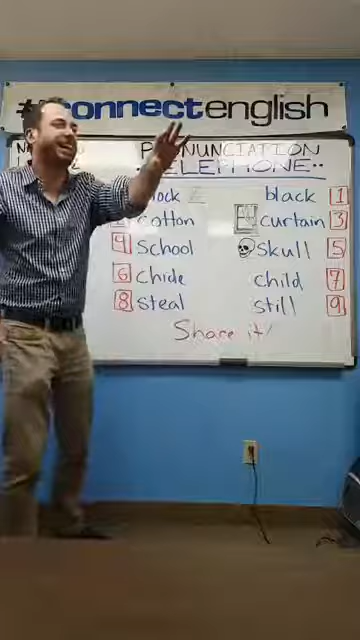 #connectenglish
PRONUNCIATION
TELEPHONE..
black 1
cotton curtain 3
4 School Skull 5
6 chide child 7
8 steal still 9
Share it!